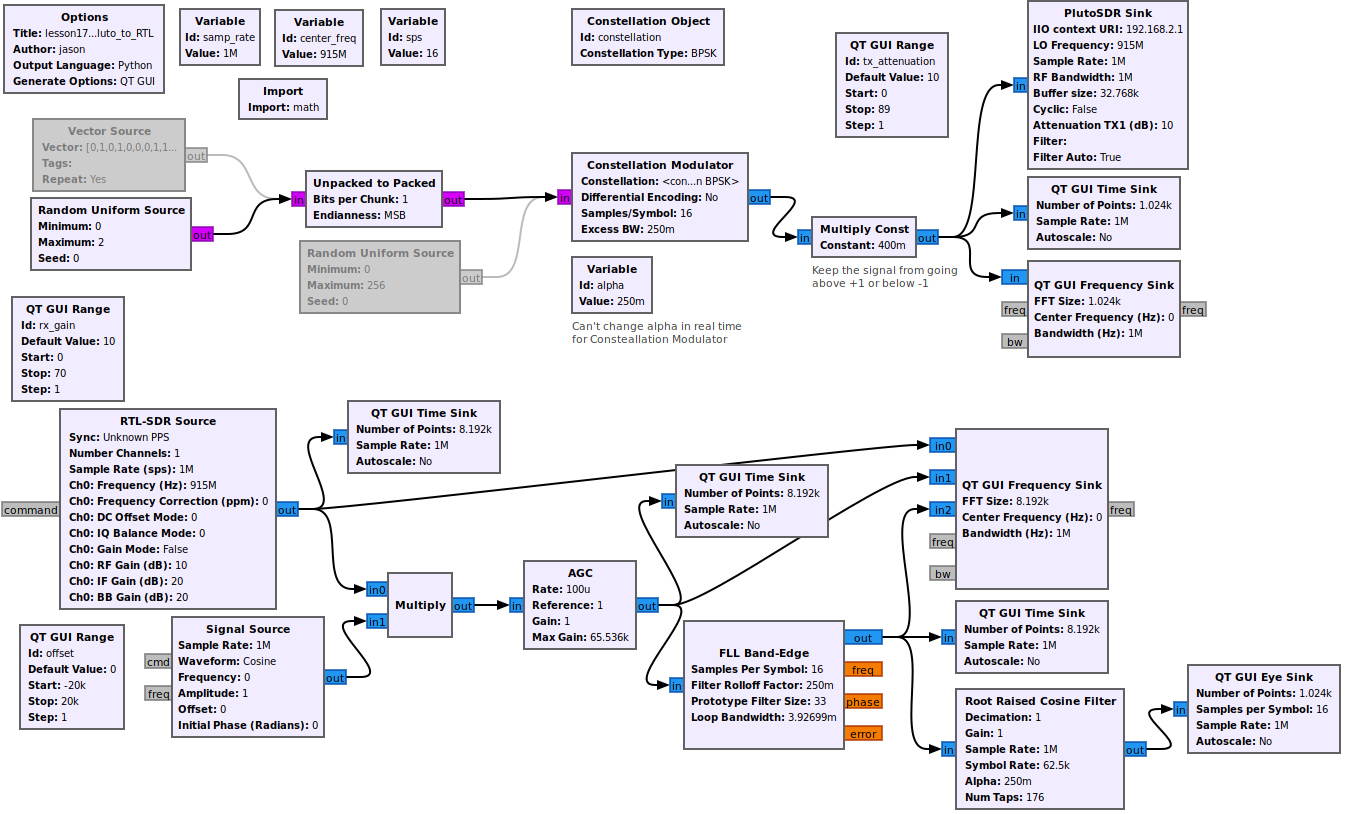 Options
Title: lesson17...luto_to_RTL
Author: jason
Output Language: Python
Generate Options: QT GUI
Variable
Id: samp_rate
Value: 1M
Variable
Id: center_freq
Value: 915M
Variable
Id: sps
Value: 16
Import
Import: math
Constellation Object
Id: constellation
Constellation Type: BPSK
QT GUI Range
Id: tx_attenuation
Default Value: 10
Start: 0
Stop: 89
Step: 1
PlutoSDR Sink
IIO context URI: 192.168.2.1
LO Frequency: 915M
Sample Rate: 1M
RF Bandwidth: 1M
Buffer size: 32.768k
Cyclic: False
Attenuation TX1 (dB): 10
Filter:
Filter Auto: True
in
Vector Source
Vector: [0,1,0,1,0,0,0,1,1...
Tags:
Repeat: Yes
out
Random Uniform Source
Minimum: 0
Maximum: 2
Seed: 0
out
Unpacked to Packed
Bits per Chunk: 1
Endianness: MSB
in
out
Random Uniform Source
Minimum: 0
Maximum: 256
Seed: 0
out
Constellation Modulator
Constellation: <con...n BPSK>
Differential Encoding: No
Samples/Symbol: 16
Excess BW: 250m
in
out
Variable
Id: alpha
Value: 250m
Can't change alpha in real time
for Consteallation Modulator
Multiply Const
Constant: 400m
in
out
Keep the signal from going
above +1 or below -1
QT GUI Time Sink
Number of Points: 1.024k
Sample Rate: 1M
Autoscale: No
in
QT GUI Frequency Sink
FFT Size: 1.024k
Center Frequency (Hz): 0
Bandwidth (Hz): 1M
in
freq
bw
freq
QT GUI Range
Id: rx_gain
Default Value: 10
Start: 0
Stop: 70
Step: 1
RTL-SDR Source
Sync: Unknown PPS
Number Channels: 1
Sample Rate (sps): 1M
Ch0: Frequency (Hz): 915M
Ch0: Frequency Correction (ppm): 0
Ch0: DC Offset Mode: 0
Ch0: IQ Balance Mode: 0
Ch0: Gain Mode: False
Ch0: RF Gain (dB): 10
Ch0: IF Gain (dB): 20
Ch0: BB Gain (dB): 20
command
out
QT GUI Time Sink
Number of Points: 8.192k
Sample Rate: 1M
Autoscale: No
in
QT GUI Time Sink
Number of Points: 8.192k
Sample Rate: 1M
Autoscale: No
in
QT GUI Frequency Sink
FFT Size: 8.192k
Center Frequency (Hz): 0
Bandwidth (Hz): 1M
in0
in1
in2
freq
bw
freq
QT GUI Range
Id: offset
Default Value: 0
Start: -20k
Stop: 20k
Step: 1
Signal Source
Sample Rate: 1M
Waveform: Cosine
Frequency: 0
Amplitude: 1
Offset: 0
Initial Phase (Radians): 0
cmd
freq
out
Multiply
in0
in1
out
AGC
Rate: 100u
Reference: 1
Gain: 1
Max Gain: 65.536k
in
out
FLL Band-Edge
Samples Per Symbol: 16
Filter Rolloff Factor: 250m
Prototype Filter Size: 33
Loop Bandwidth: 3.92699m
in
out
freq
phase
error
QT GUI Time Sink
Number of Points: 8.192k
Sample Rate: 1M
Autoscale: No
in
Root Raised Cosine Filter
Decimation: 1
Gain: 1
Sample Rate: 1M
Symbol Rate: 62.5k
Alpha: 250m
Num Taps: 176
in
out
QT GUI Eye Sink
Number of Points: 1.024k
Samples per Symbol: 16
Sample Rate: 1M
Autoscale: No
in